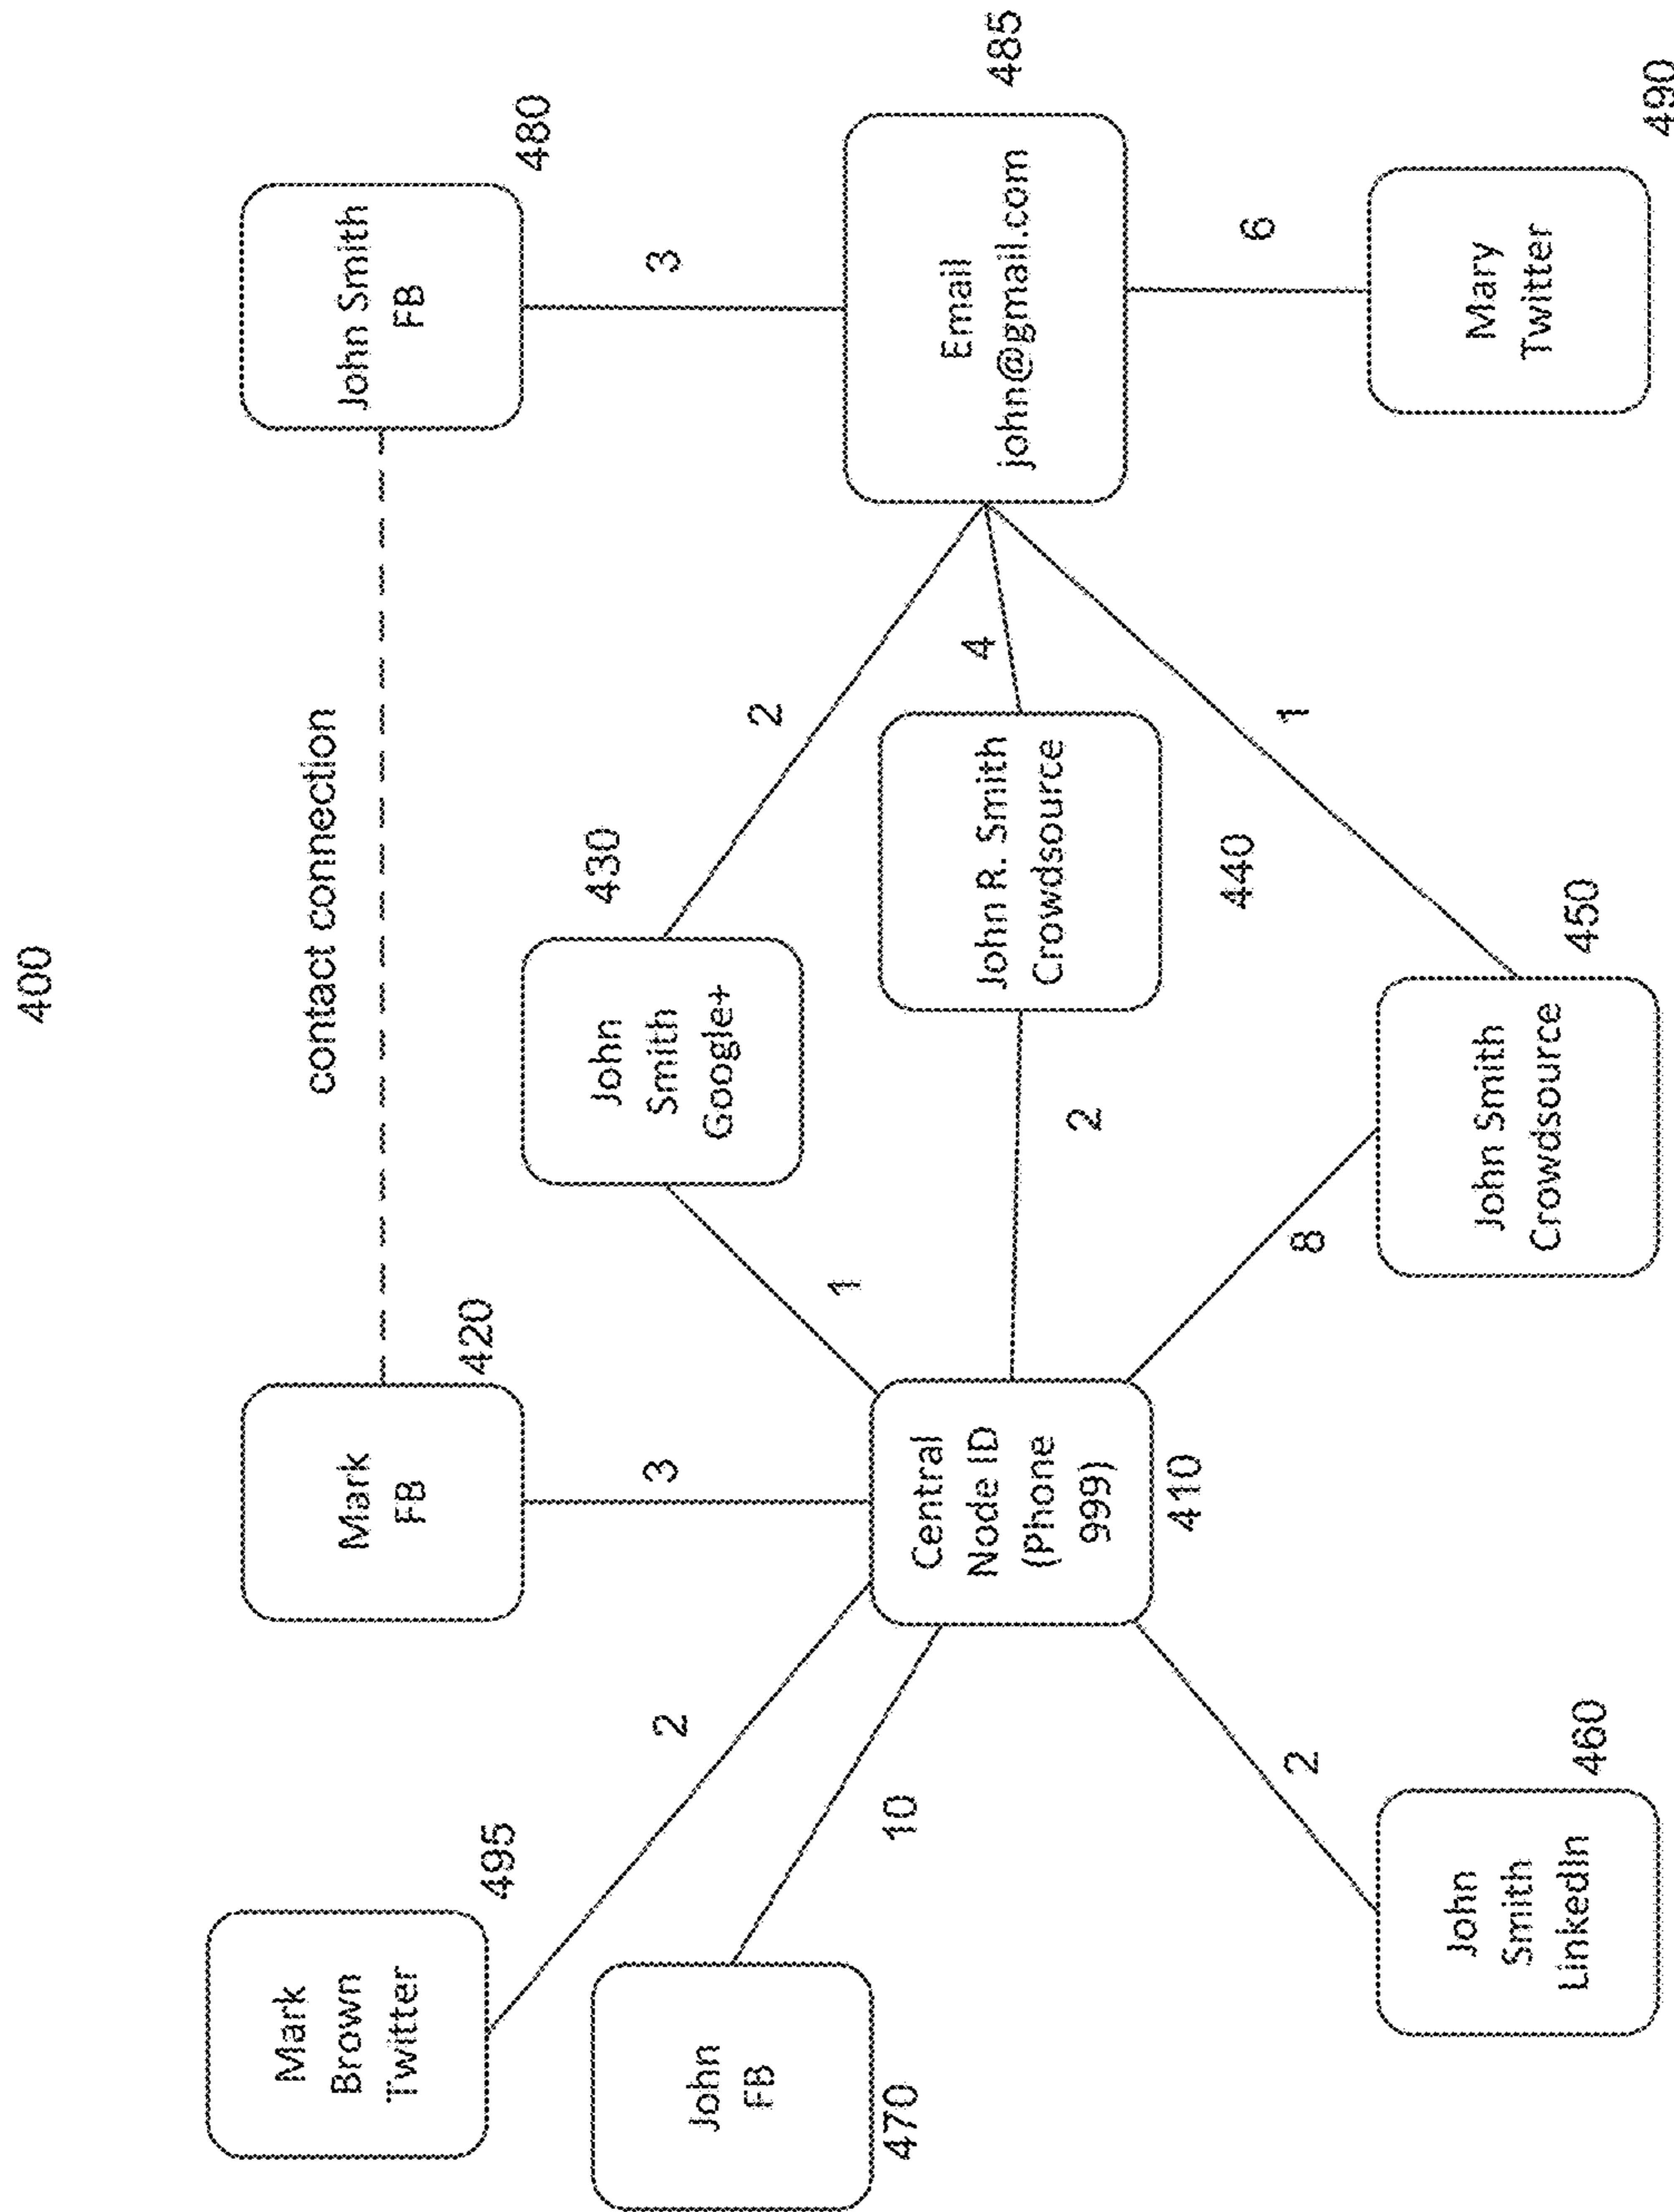 400
contact connection
Mark
Brown
Twitter
495
Mark
FB
420
John Smith
FB
480
John
FB
470
2
10
3
1
John
Smith
Google+
430
2
3
Central
Node ID
(Phone
999)
410
2
John R. Smith
Crowdsource
440
4
Email
john@gmail.com
485
2
8
1
6
John
Smith
LinkedIn
460
John Smith
Crowdsource
450
Mary
Twitter
490